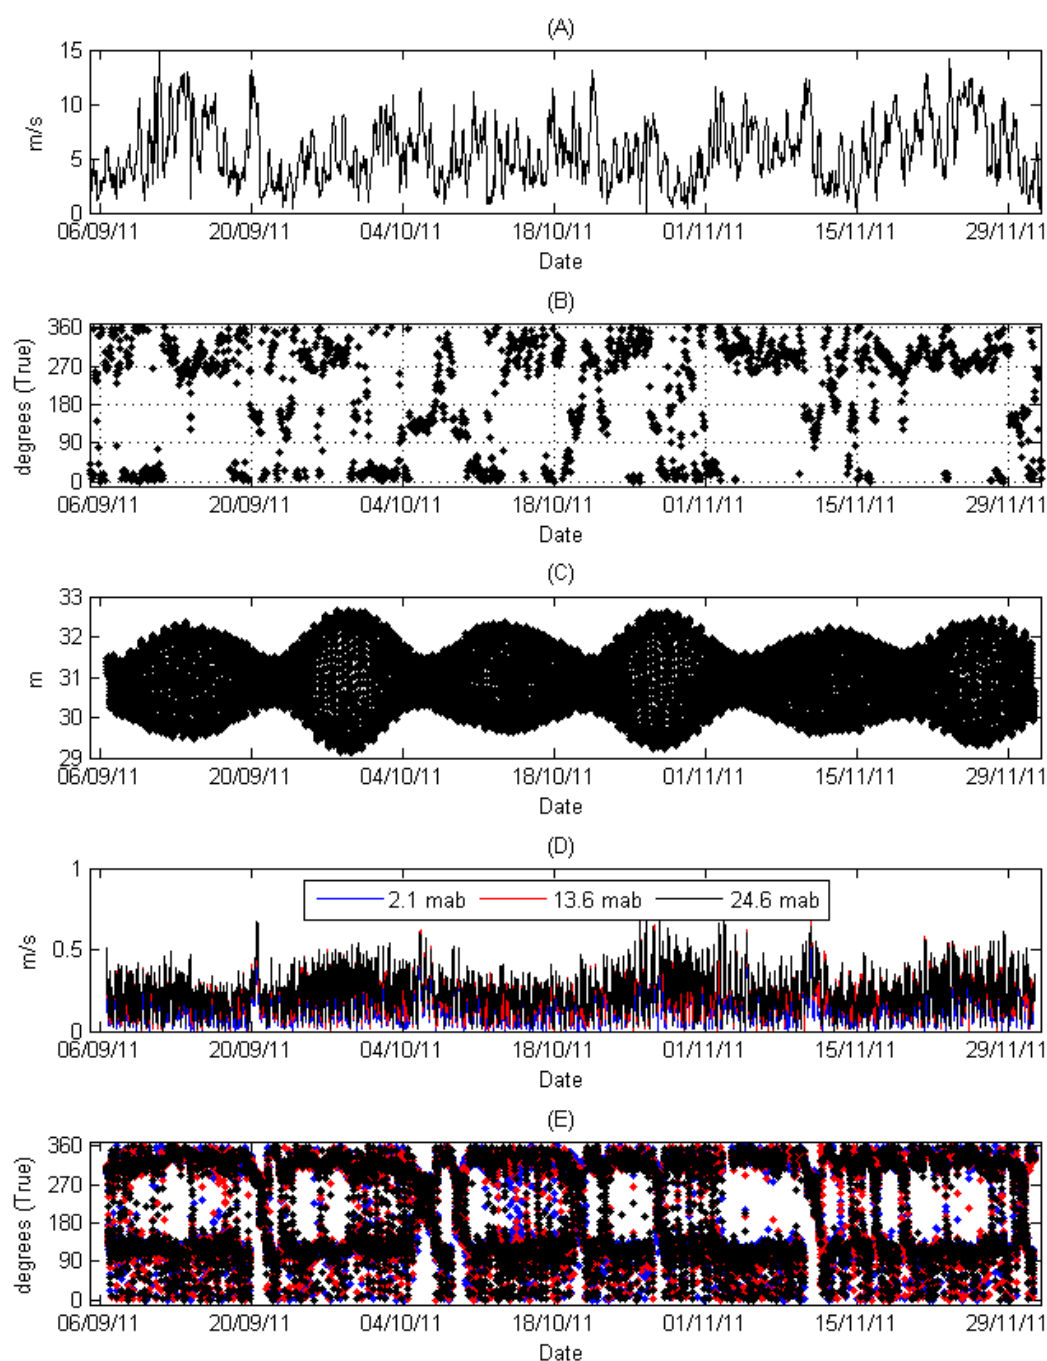 (A)
15
10
5
0
m/s
06/09/11 20/09/11 04/10/11 18/10/11 01/11/11 15/11/11 29/11/11
Date
(B)
360
270
180
90
0
degrees (True)
06/09/11 20/09/11 04/10/11 18/10/11 01/11/11 15/11/11 29/11/11
Date
(C)
33
32
31
30
29
m
06/09/11 20/09/11 04/10/11 18/10/11 01/11/11 15/11/11 29/11/11
Date
(D)
1
0.5
0
m/s
2.1 mab 13.6 mab 24.6 mab
06/09/11 20/09/11 04/10/11 18/10/11 01/11/11 15/11/11 29/11/11
Date
(E)
360
270
180
90
0
degrees (True)
06/09/11 20/09/11 04/10/11 18/10/11 01/11/11 15/11/11 29/11/11
Date